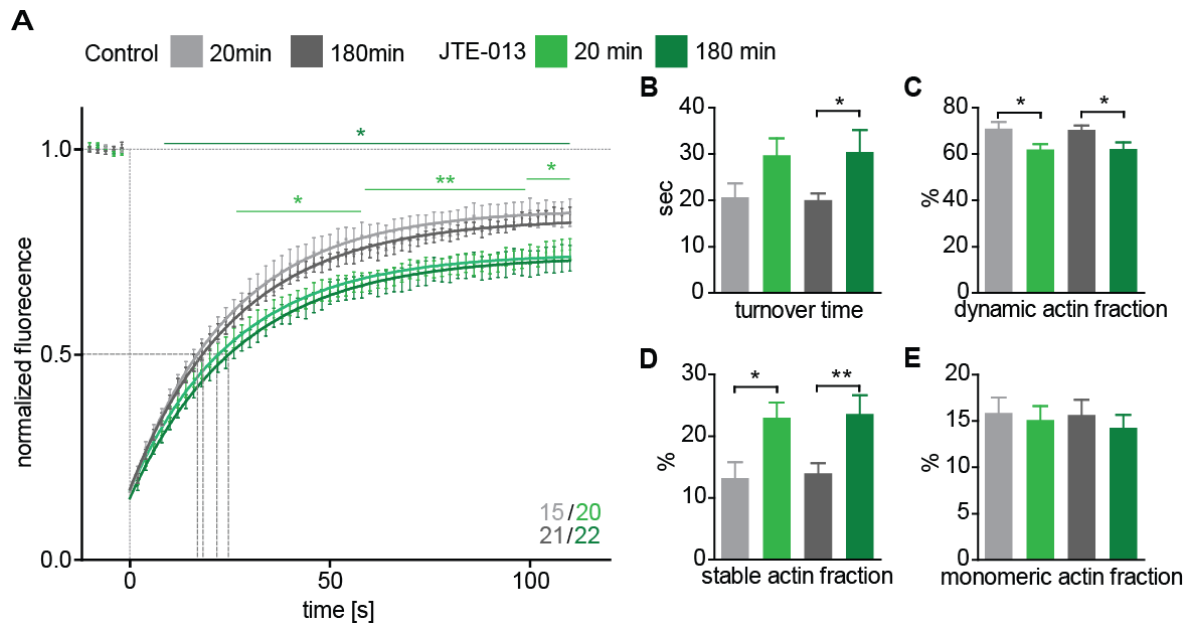 A
Control 20min 180min JTE-013 20 min 180 min
normalized fluorescence
1.0
0.5
0.0
*
*
**
*
15/20
21/22
0 50 100
time [s]
B
sec
40
30
20
10
0
*
turnover time
C
%
80
60
40
20
0
* *
dynamic actin fraction
D
%
30
20
10
0
* **
stable actin fraction
E
%
20
15
10
5
0
monomeric actin fraction